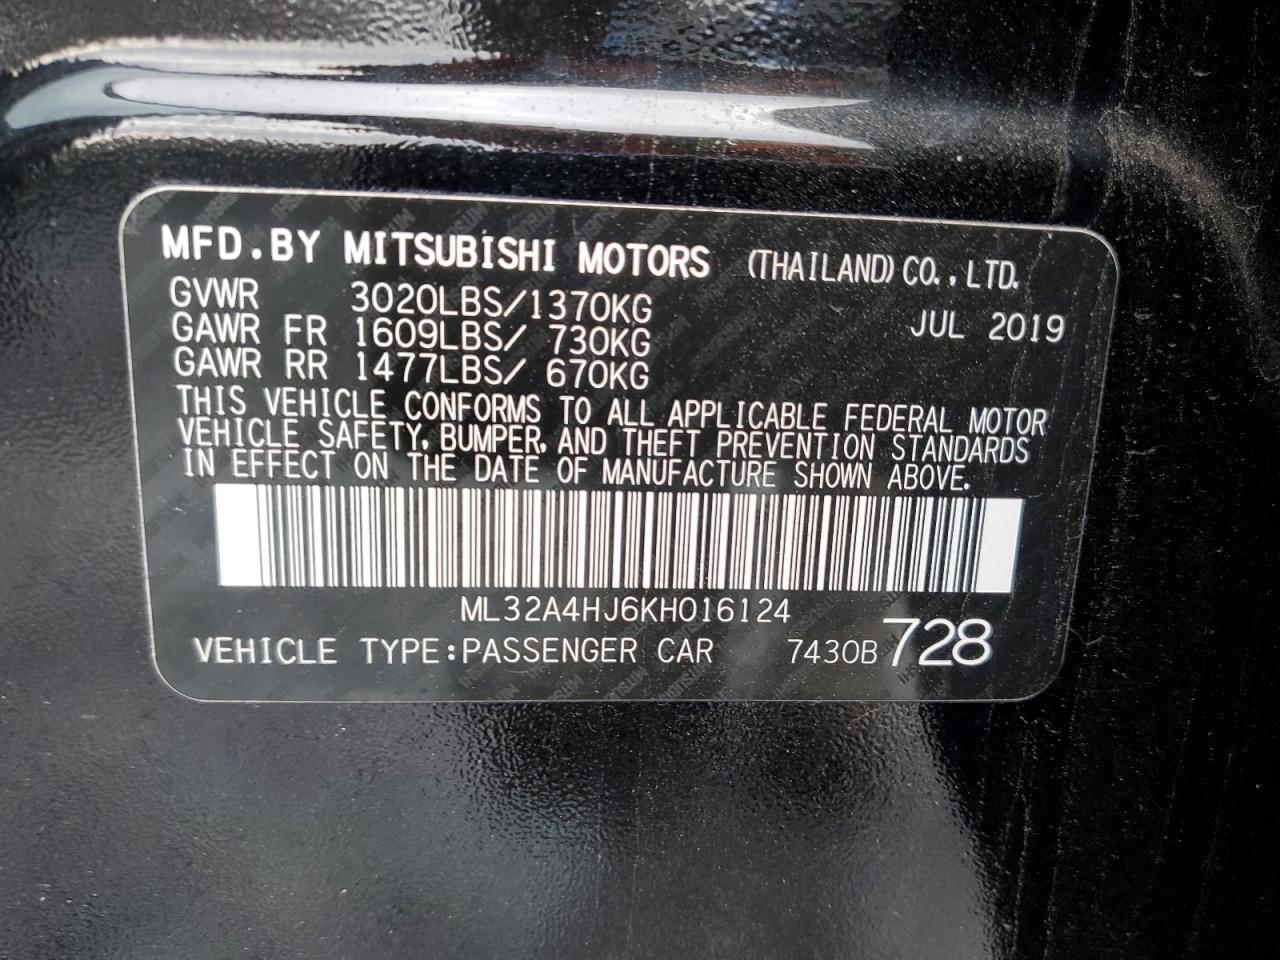 MFD.BY MITSUBISHI MOTORS (THAILAND) CO., LTD.
GVWR 3020LBS/1370KG JUL 2019
GAWR FR 1609LBS/ 730KG
GAWR RR 1477LBS/ 670KG
THIS VEHICLE CONFORMS TO ALL APPLICABLE FEDERAL MOTOR
VEHICLE SAFETY, BUMPER, AND THEFT PREVENTION STANDARDS
IN EFFECT ON THE DATE OF MANUFACTURE SHOWN ABOVE.
ML32A4HJ6KH016124
VEHICLE TYPE:PASSENGER CAR 7430B 728